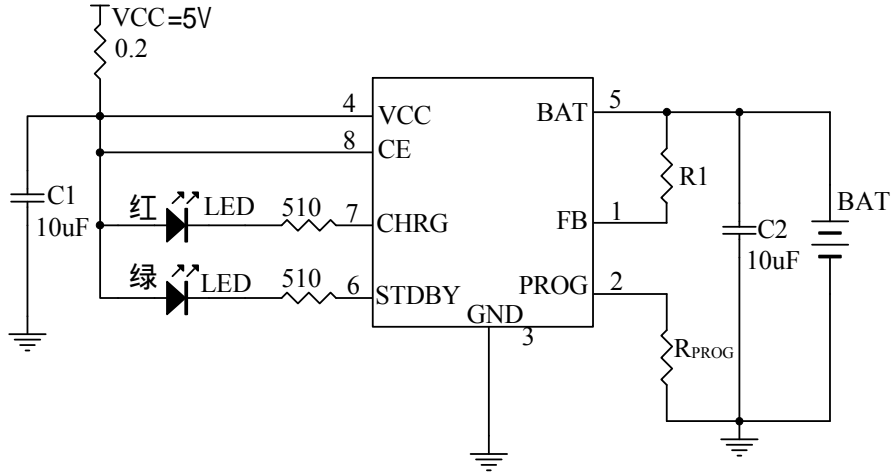 VCC=5V
0.2
4
VCC
BAT
5
8
CE
C1
10uF
红
LED
510
7
CHRG
FB
1
R1
C2
10uF
BAT
绿
LED
510
6
STDBY
PROG
2
GND
3
RPROG